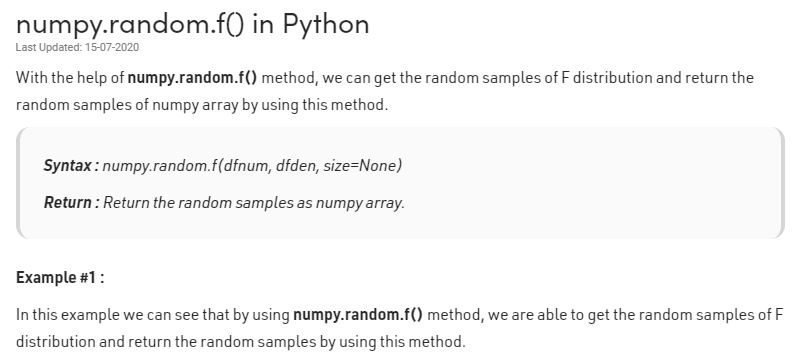 numpy.random.f() in Python
Last Updated: 15-07-2020
With the help of numpy.random.f() method, we can get the random samples of F distribution and return the
random samples of numpy array by using this method.
Syntax : numpy.random.f(dfnum, dfden, size=None)
Return : Return the random samples as numpy array.
Example #1 :
In this example we can see that by using numpy.random.f() method, we are able to get the random samples of F
distribution and return the random samples by using this method.